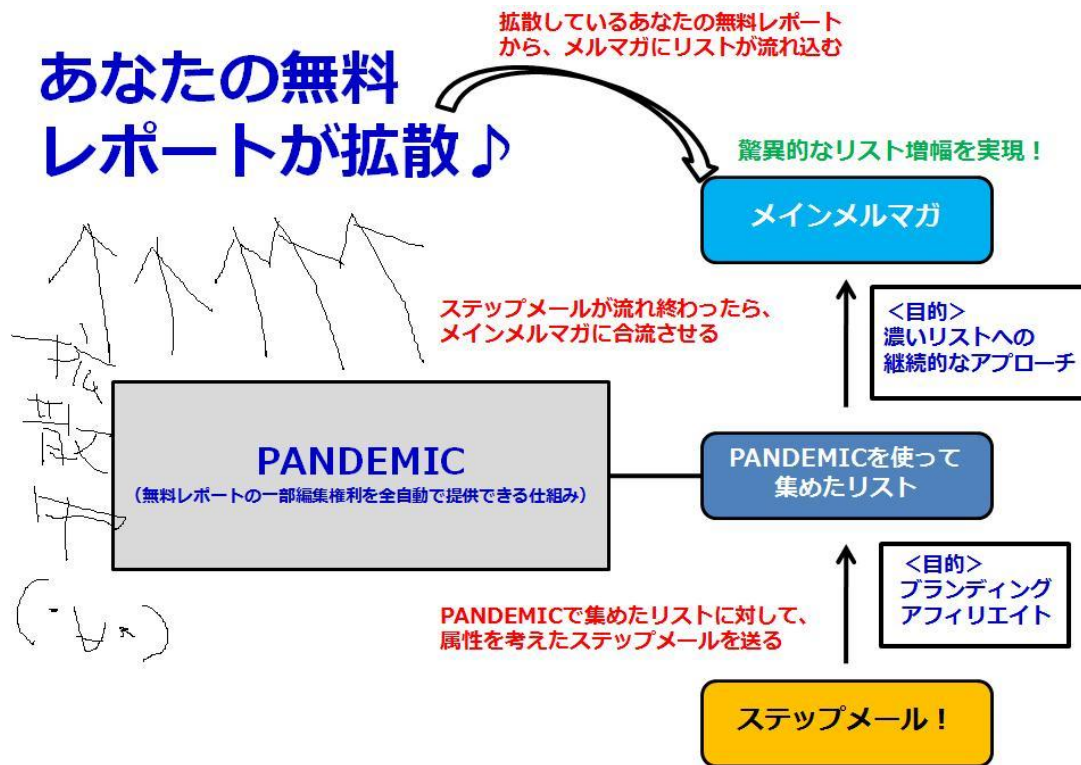 あなたの無料
レポートが拡散♪
拡散しているあなたの無料レポート
から、メルマガにリストが流れ込む
驚異的なリスト増幅を実現！
メインメルマガ
ステップメールが流れ終わったら、
メインメルマガに合流させる
＜目的＞
濃いリストへの
継続的なアプローチ
拡
散
中
PANDEMIC
（無料レポートの一部編集権利を全自動で提供できる仕組み）
PANDEMICを使って
集めたリスト
＜目的＞
ブランディング
アフィリエイト
PANDEMICで集めたリストに対して、
属性を考えたステップメールを送る
ステップメール！